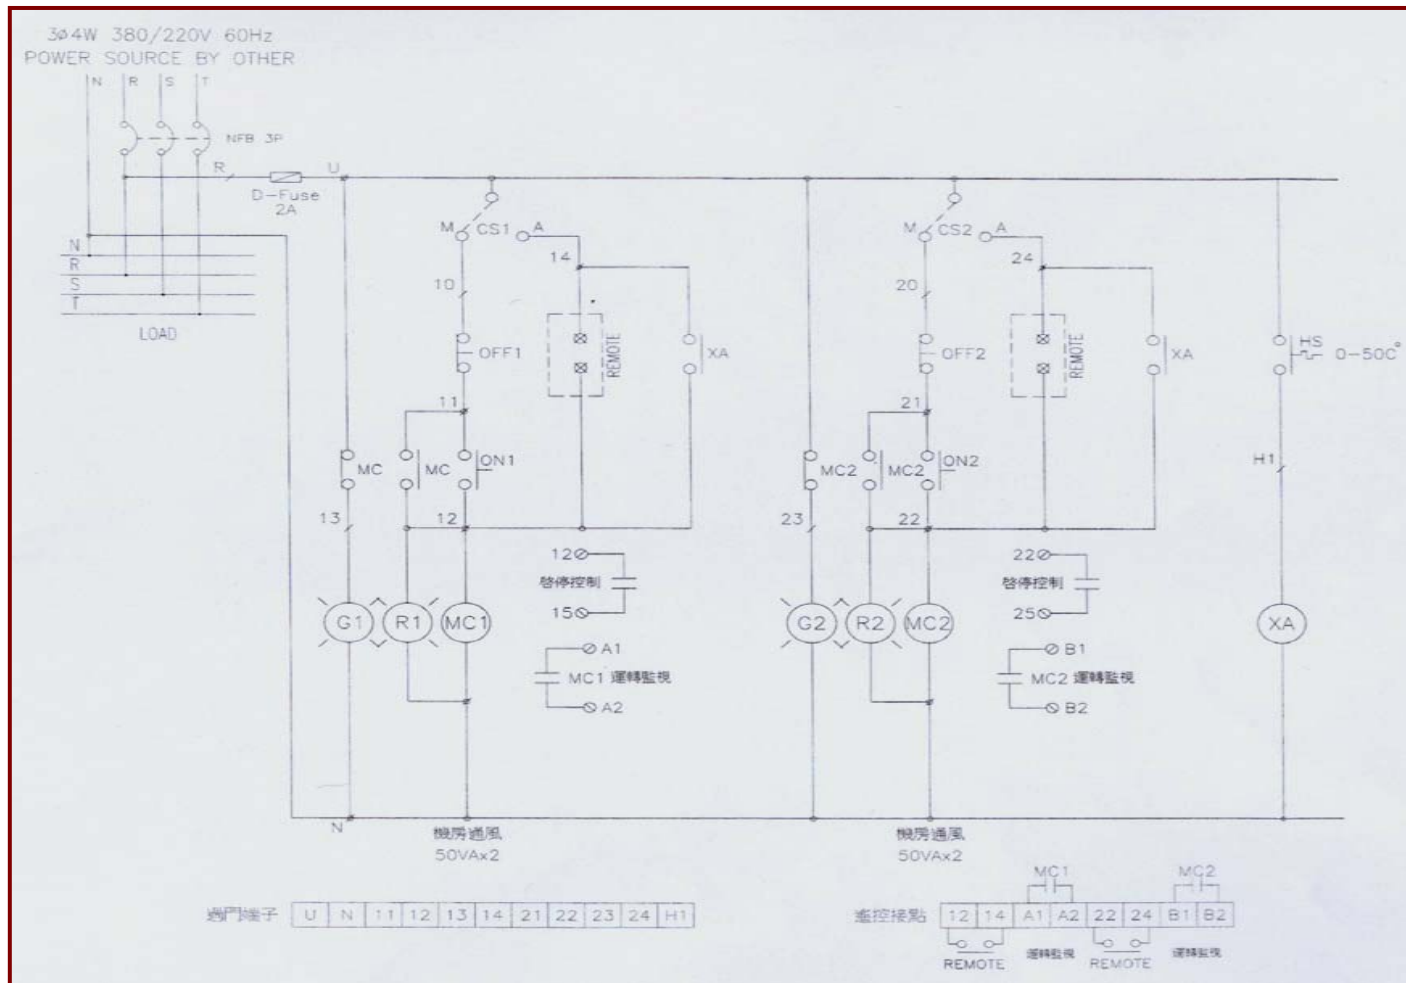 3ø4W 380/220V 60Hz
POWER SOURCE BY OTHER
N R S T
NFB 3P
R
D-Fuse
2A
U
N
R
S
T
LOAD
M CS1 A
14
10
OFF1
REMOTE
XA
11
MC
MC
ON1
13
12
12
啓停控制
15
G1
R1
MC1
A1
MC1 運轉監視
A2
N
機房通風
50VAx2
M CS2 A
24
20
OFF2
REMOTE
XA
21
MC2
MC2
ON2
23
22
22
啓停控制
25
G2
R2
MC2
B1
MC2 運轉監視
B2
機房通風
50VAx2
HS
0-50C°
H1
XA
過門端子 U N 11 12 13 14 21 22 23 24 H1
MC1 MC2
遙控接點 12 14 A1 A2 22 24 B1 B2
REMOTE 運轉監視 REMOTE 運轉監視